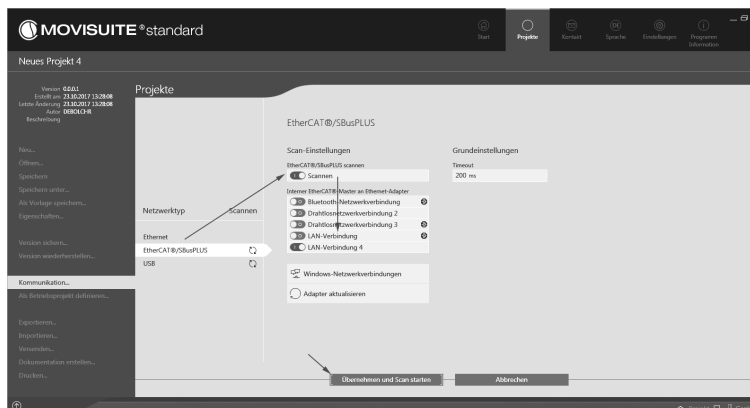 MOVISUITE® standard
Start
Projekte
Kontakt
Sprache
Einstellungen
Programm
Information
Neues Projekt 4
Version 0.0.0.1
Erstellt am 23.10.2017 13:28:08
Letzte Änderung 23.10.2017 13:28:08
Autor DEBOLCHR
Beschreibung
Neu...
Öffnen...
Speichern
Speichern unter...
Als Vorlage speichern...
Eigenschaften...
Version sichern...
Version wiederherstellen...
Kommunikation...
Als Betriebsprojekt definieren...
Exportieren...
Importieren...
Versenden...
Dokumentation erstellen...
Drucken...
Projekte
Netzwerktyp Scannen
Ethernet
EtherCAT®/SBusPLUS
USB
EtherCAT®/SBusPLUS
Scan-Einstellungen
EtherCAT®/SBusPLUS scannen
Scannen
Interner EtherCAT®-Master an Ethernet-Adapter
Bluetooth-Netzwerkverbindung
Drahtlosnetzwerkverbindung 2
Drahtlosnetzwerkverbindung 3
LAN-Verbindung
LAN-Verbindung 4
Windows-Netzwerkverbindungen
Adapter aktualisieren
Grundeinstellungen
Timeout
200 ms
Übernehmen und Scan starten
Abbrechen